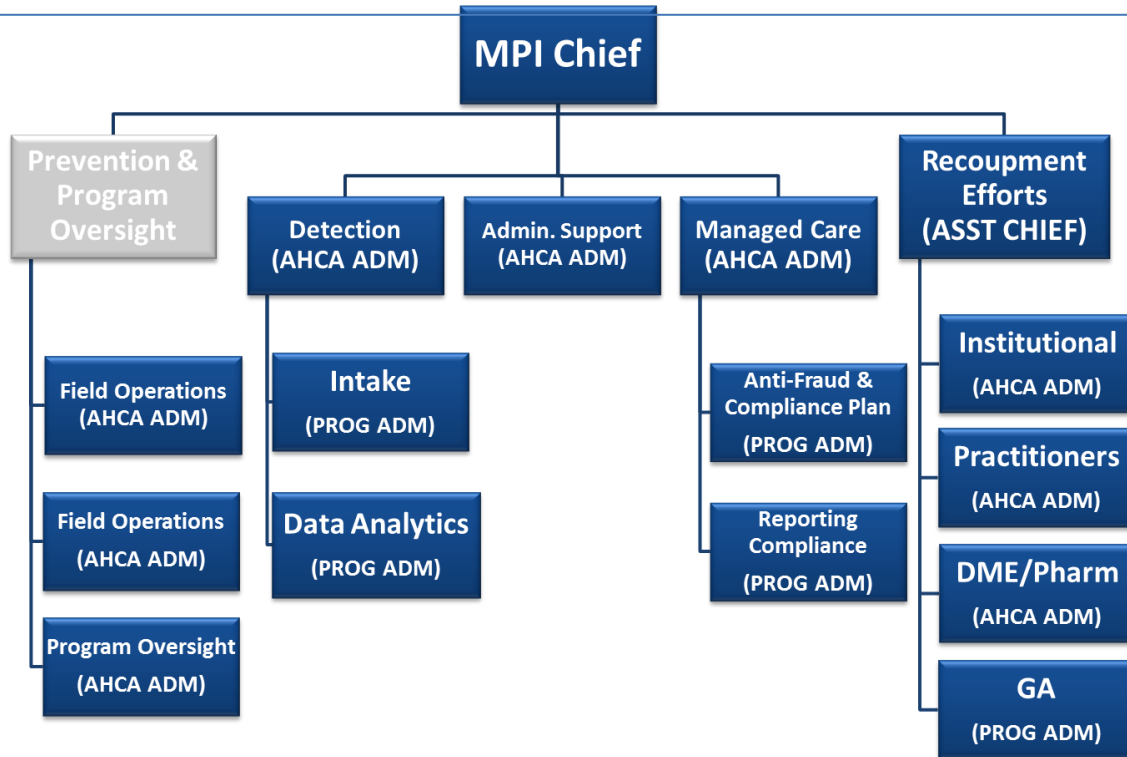 MPI Chief
Prevention &
Program
Oversight
Field Operations
(AHCA ADM)
Field Operations
(AHCA ADM)
Program Oversight
(AHCA ADM)
Detection
(AHCA ADM)
Intake
(PROG ADM)
Data Analytics
(PROG ADM)
Admin. Support
(AHCA ADM)
Managed Care
(AHCA ADM)
Anti-Fraud &
Compliance Plan
(PROG ADM)
Reporting
Compliance
(PROG ADM)
Recoupment
Efforts
(ASST CHIEF)
Institutional
(AHCA ADM)
Practitioners
(AHCA ADM)
DME/Pharm
(AHCA ADM)
GA
(PROG ADM)